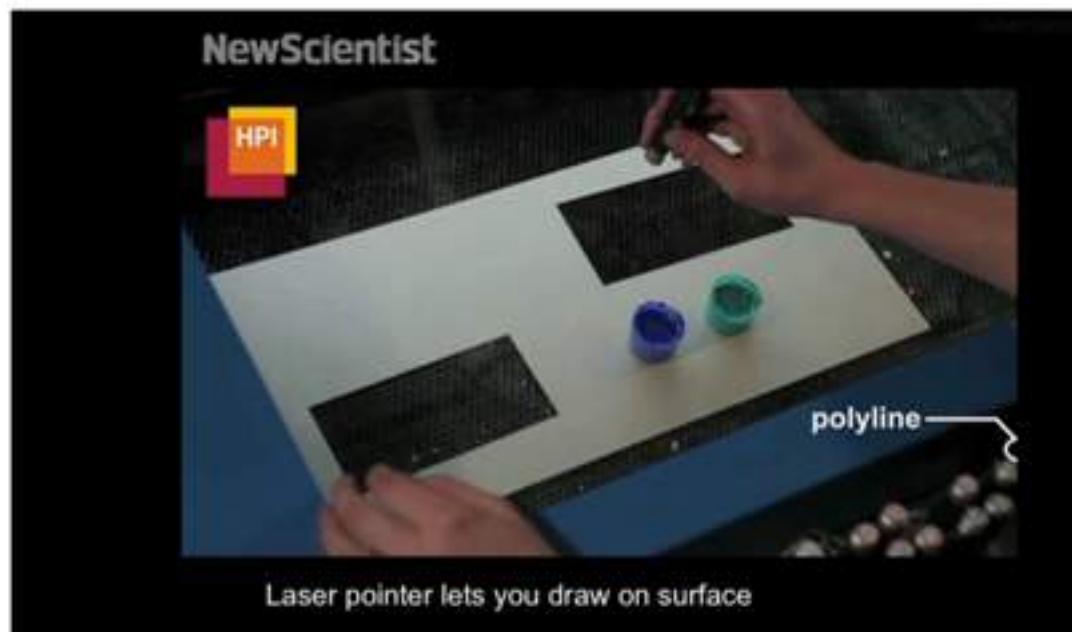 NewScientist
HPI
polyline
Laser pointer lets you draw on surface